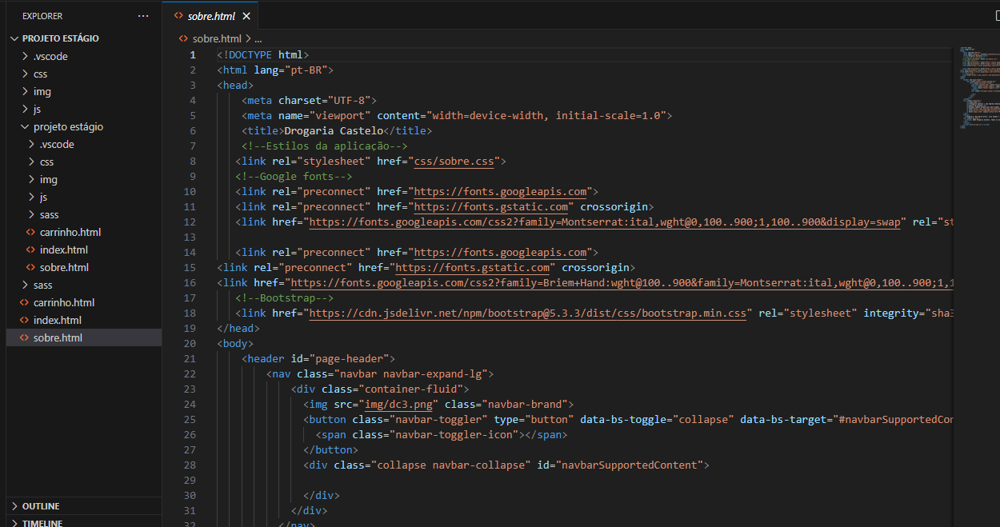 EXPLORER
...
PROJETO ESTÁGIO
.vscode
css
img
js
projeto estágio
.vscode
css
img
js
sass
carrinho.html
index.html
sobre.html
sass
carrinho.html
index.html
sobre.html
OUTLINE
TIMELINE
sobre.html
sobre.html > ...
1 <!DOCTYPE html>
2 <html lang="pt-BR">
3 <head>
4 <meta charset="UTF-8">
5 <meta name="viewport" content="width=device-width, initial-scale=1.0">
6 <title>Drogaria Castelo</title>
7 <!--Estilos da aplicação-->
8 <link rel="stylesheet" href="css/sobre.css">
9 <!--Google fonts-->
10 <link rel="preconnect" href="https://fonts.googleapis.com">
11 <link rel="preconnect" href="https://fonts.gstatic.com" crossorigin>
12 <link href="https://fonts.googleapis.com/css2?family=Montserrat:ital,wght@0,100..900;1,100..900&display=swap" rel="st
13
14 <link rel="preconnect" href="https://fonts.googleapis.com">
15 <link rel="preconnect" href="https://fonts.gstatic.com" crossorigin>
16 <link href="https://fonts.googleapis.com/css2?family=Briem+Hand:wght@100..900&family=Montserrat:ital,wght@0,100..900;1,1
17 <!--Bootstrap-->
18 <link href="https://cdn.jsdelivr.net/npm/bootstrap@5.3.3/dist/css/bootstrap.min.css" rel="stylesheet" integrity="sha3
19 </head>
20 <body>
21 <header id="page-header">
22 <nav class="navbar navbar-expand-lg">
23 <div class="container-fluid">
24 <img src="img/dc3.png" class="navbar-brand">
25 <button class="navbar-toggler" type="button" data-bs-toggle="collapse" data-bs-target="#navbarSupportedCon
26 <span class="navbar-toggler-icon"></span>
27 </button>
28 <div class="collapse navbar-collapse" id="navbarSupportedContent">
29
30 </div>
31 </div>
32 </nav>